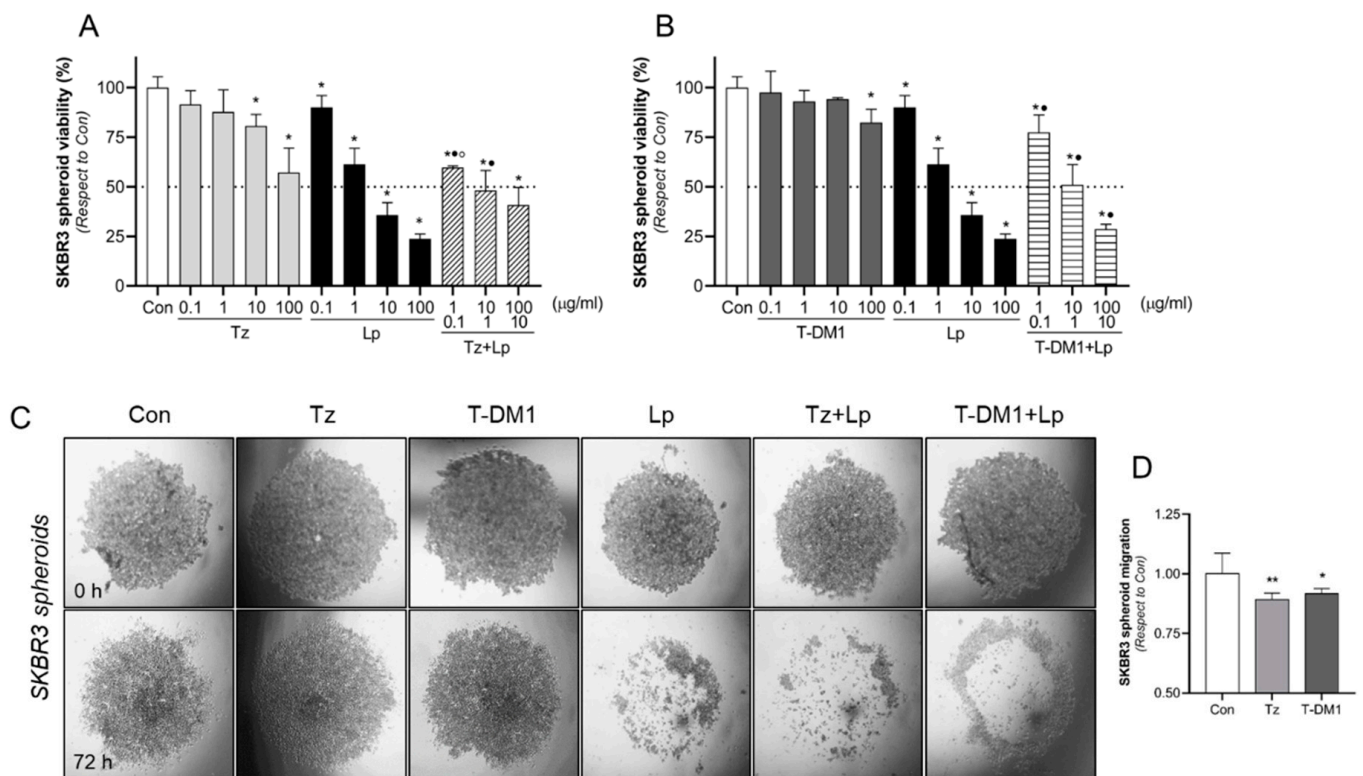 A
SKBR3 spheroid viability (%)
(Respect to Con)
100
75
50
25
0
* * * * * * *●○ *●  *
Con 0.1 1 10 100 0.1 1 10 100 1 10 100 (μg/ml)
0.1 1 10
Tz Lp Tz+Lp
B
SKBR3 spheroid viability (%)
(Respect to Con)
100
75
50
25
0
* * * * * *● *● *●
Con 0.1 1 10 100 0.1 1 10 100 1 10 100 (μg/ml)
0.1 1 10
T-DM1 Lp T-DM1+Lp
C
Con Tz T-DM1 Lp Tz+Lp T-DM1+Lp
SKBR3 spheroids
0 h
72 h
D
SKBR3 spheroid migration
(Respect to Con)
1.25
1.00
0.75
0.50
** *
Con Tz T-DM1